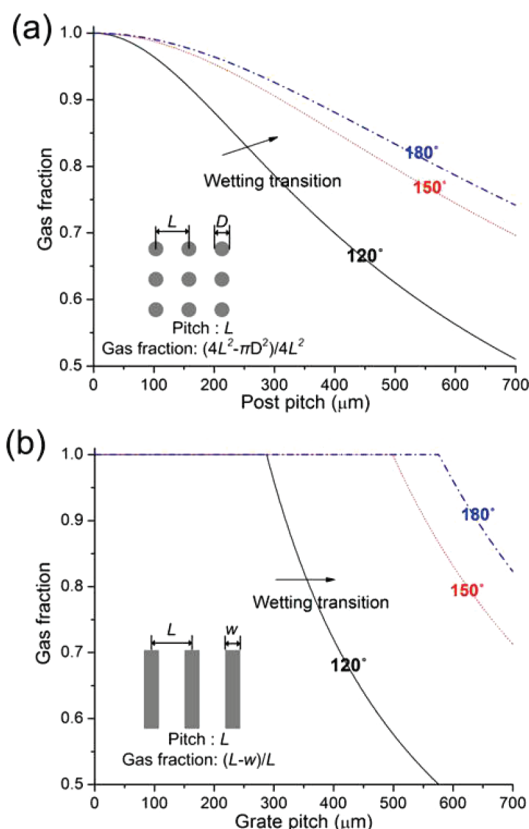 (a)
1.0
0.9
0.8
0.7
0.6
0.5
Gas fraction
180°
150°
120°
Wetting transition
L
D
Pitch : L
Gas fraction: (4L²-πD²)/4L²
0 100 200 300 400 500 600 700
Post pitch (μm)
(b)
1.0
0.9
0.8
0.7
0.6
0.5
Gas fraction
180°
150°
120°
Wetting transition
L
w
Pitch : L
Gas fraction: (L-w)/L
0 100 200 300 400 500 600 700
Grate pitch (μm)